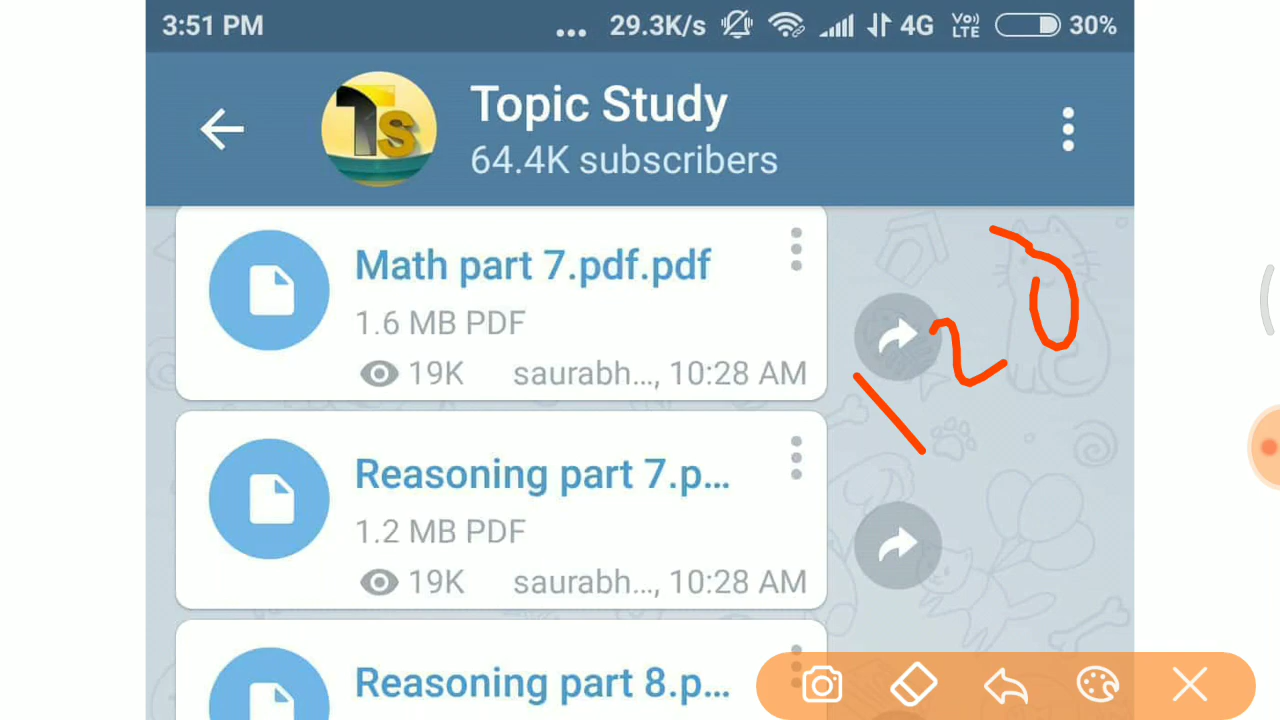 3:51 PM ... 29.3K/s 4G Vo)) LTE 30%
Ts Topic Study
64.4K subscribers
Math part 7.pdf.pdf
1.6 MB PDF
19K saurabh..., 10:28 AM
120
Reasoning part 7.p...
1.2 MB PDF
19K saurabh..., 10:28 AM
Reasoning part 8.p...